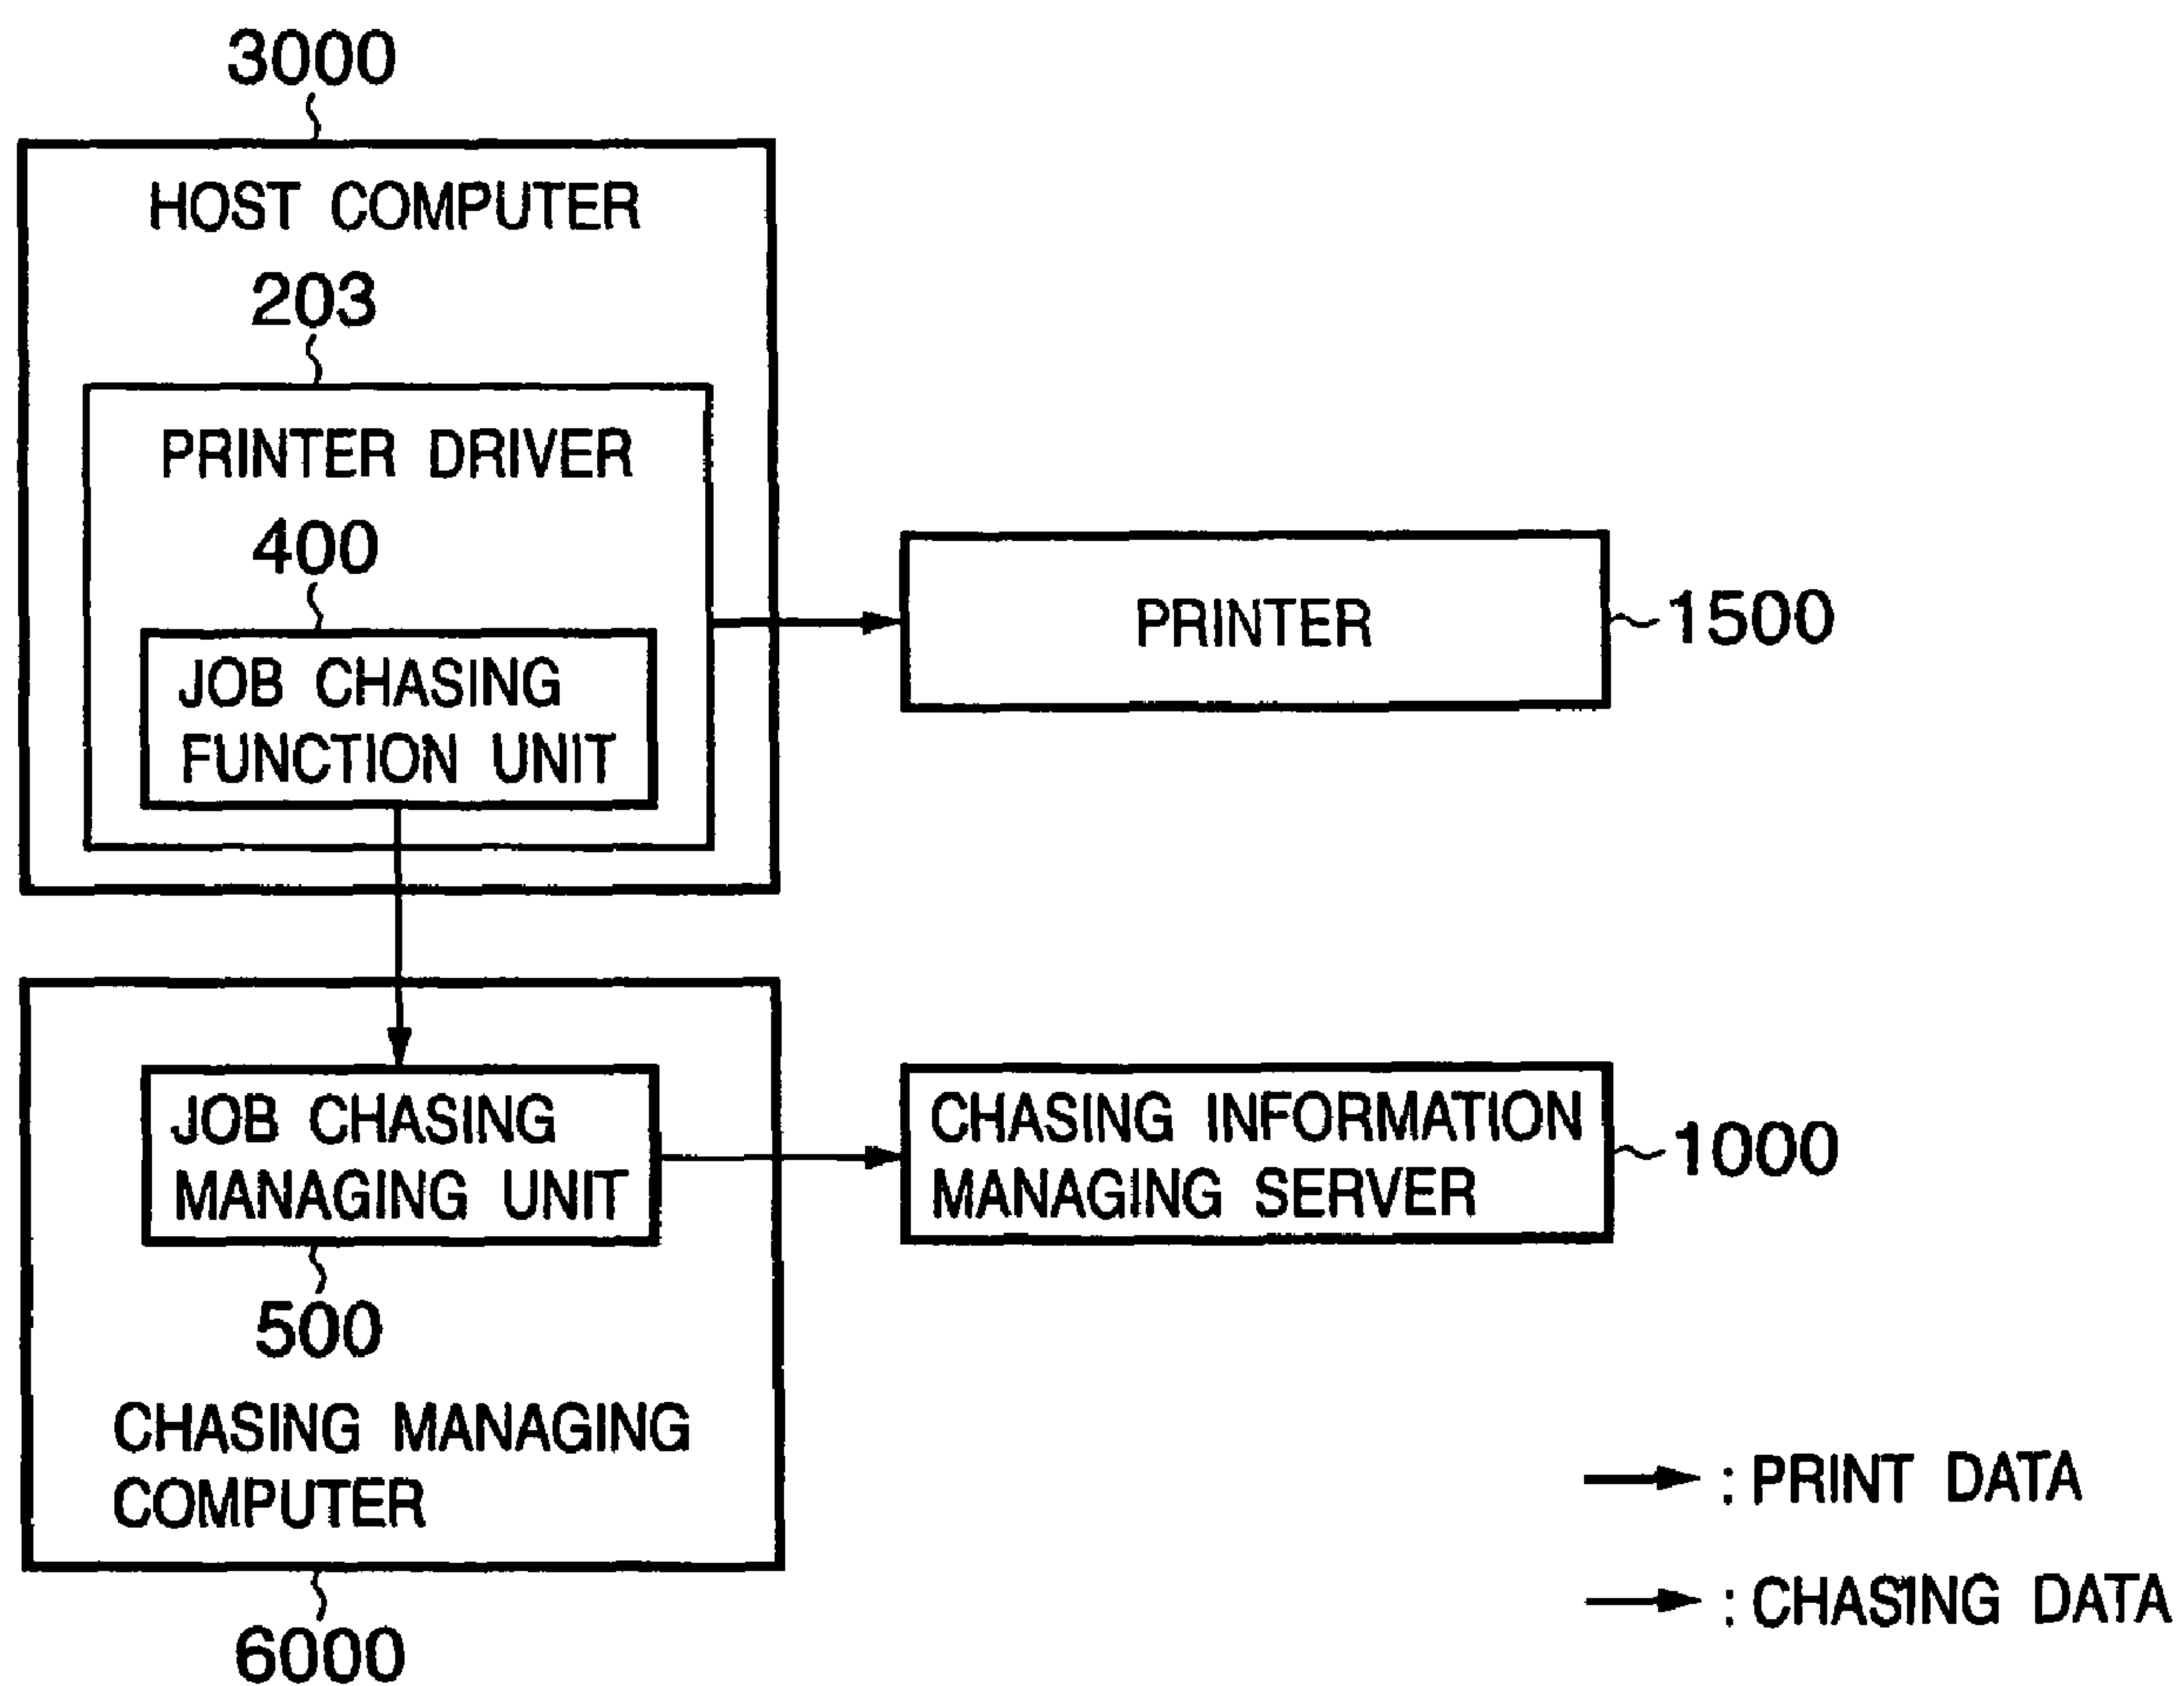 3000
HOST COMPUTER
203
PRINTER DRIVER
400
JOB CHASING
FUNCTION UNIT
PRINTER
1500
JOB CHASING
MANAGING UNIT
500
CHASING MANAGING
COMPUTER
6000
CHASING INFORMATION
MANAGING SERVER
1000
: PRINT DATA
: CHASING DATA